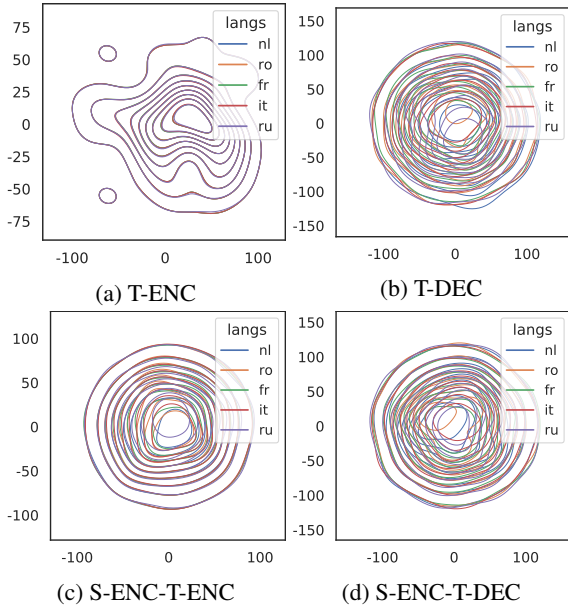 langs
nl
ro
fr
it
ru
75
50
25
0
-25
-50
-75
-100
0
100
(a) T-ENC
langs
nl
ro
fr
it
ru
150
100
50
0
-50
-100
-150
-100
0
100
(b) T-DEC
langs
nl
ro
fr
it
ru
100
50
0
-50
-100
-100
0
100
(c) S-ENC-T-ENC
langs
nl
ro
fr
it
ru
150
100
50
0
-50
-100
-150
-100
0
100
(d) S-ENC-T-DEC